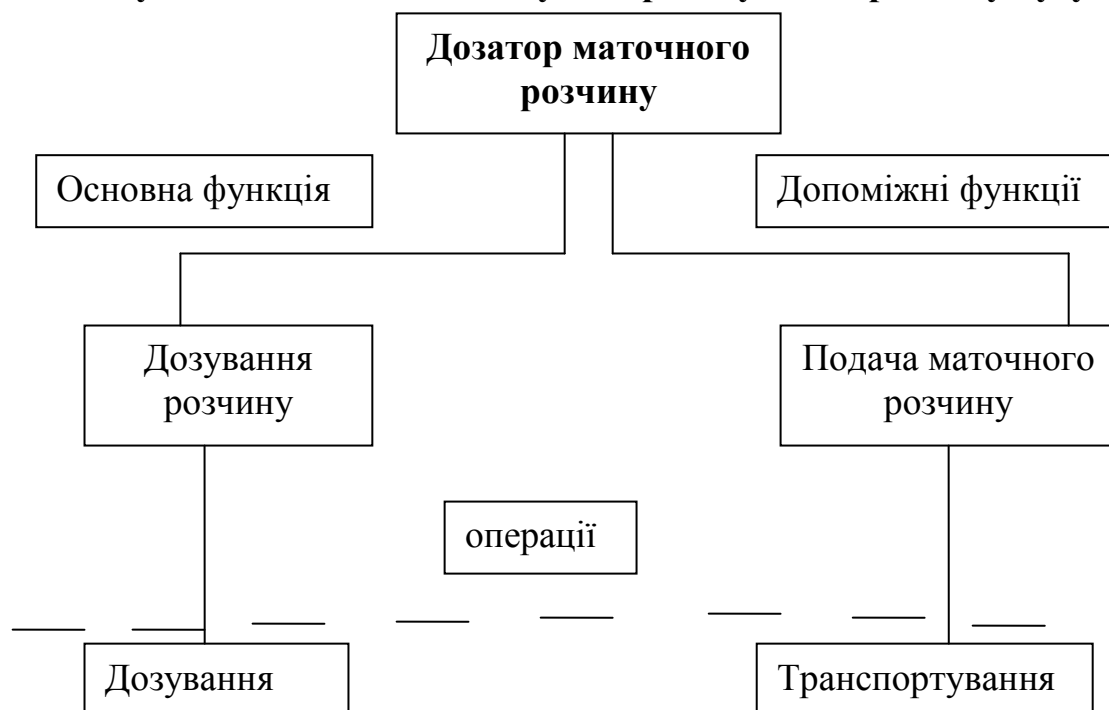 Дозатор маточного
розчину
Основна функція
Допоміжні функції
Дозування
розчину
Подача маточного
розчину
операції
Дозування
Транспортування